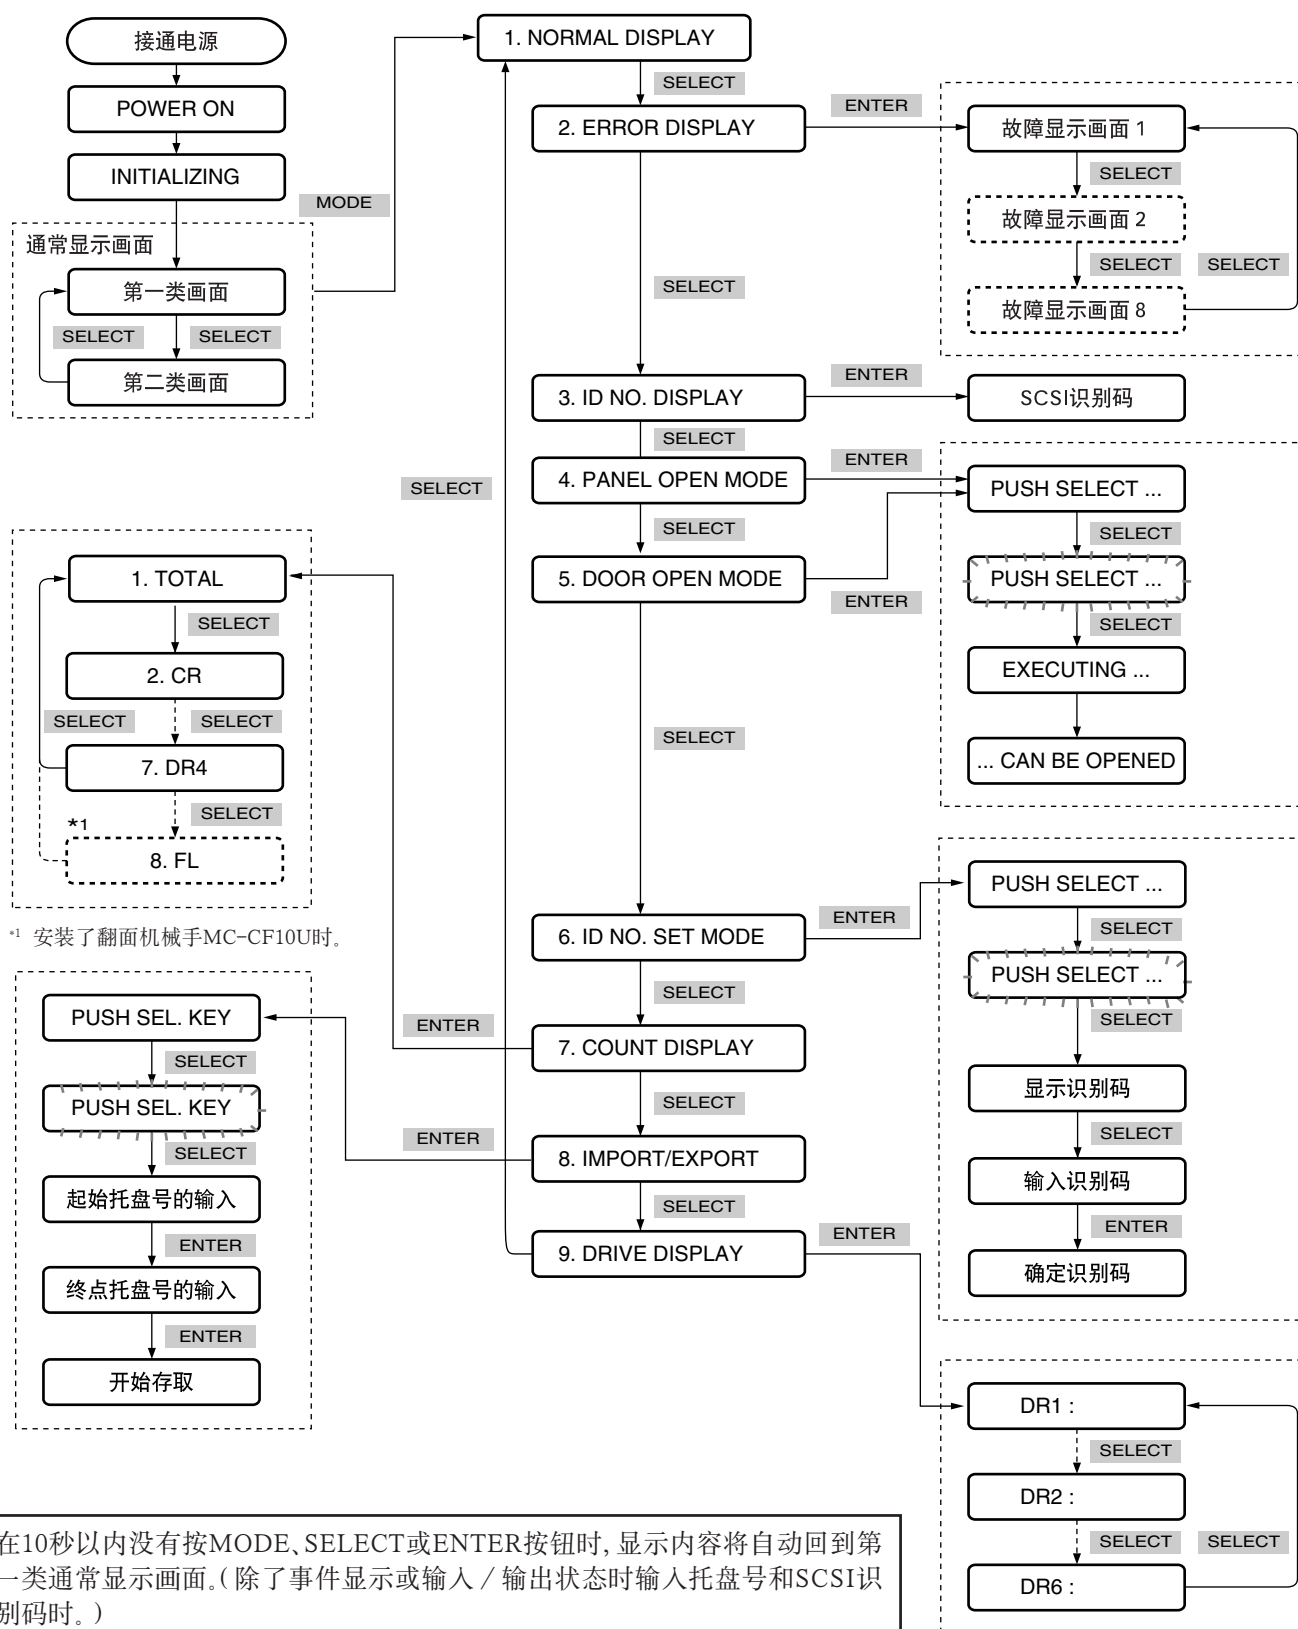 接通电源
POWER ON
INITIALIZING
MODE
通常显示画面
第一类画面
SELECT
SELECT
第二类画面
1. NORMAL DISPLAY
SELECT
2. ERROR DISPLAY
ENTER
故障显示画面 1
SELECT
故障显示画面 2
SELECT
SELECT
故障显示画面 8
SELECT
3. ID NO. DISPLAY
ENTER
SCSI识别码
SELECT
4. PANEL OPEN MODE
ENTER
SELECT
5. DOOR OPEN MODE
ENTER
PUSH SELECT ...
SELECT
PUSH SELECT ...
SELECT
EXECUTING ...
... CAN BE OPENED
SELECT
SELECT
1. TOTAL
SELECT
2. CR
SELECT
SELECT
7. DR4
SELECT
*1
8. FL
*1 安装了翻面机械手MC-CF10U时。
6. ID NO. SET MODE
ENTER
PUSH SELECT ...
SELECT
PUSH SELECT ...
SELECT
显示识别码
SELECT
输入识别码
ENTER
确定识别码
SELECT
7. COUNT DISPLAY
ENTER
SELECT
8. IMPORT/EXPORT
ENTER
SELECT
9. DRIVE DISPLAY
ENTER
PUSH SEL. KEY
SELECT
PUSH SEL. KEY
SELECT
起始托盘号的输入
ENTER
终点托盘号的输入
ENTER
开始存取
DR1 :
SELECT
DR2 :
SELECT
SELECT
DR6 :
在10秒以内没有按MODE、SELECT或ENTER按钮时, 显示内容将自动回到第
一类通常显示画面。( 除了事件显示或输入 / 输出状态时输入托盘号和SCSI识
别码时。)